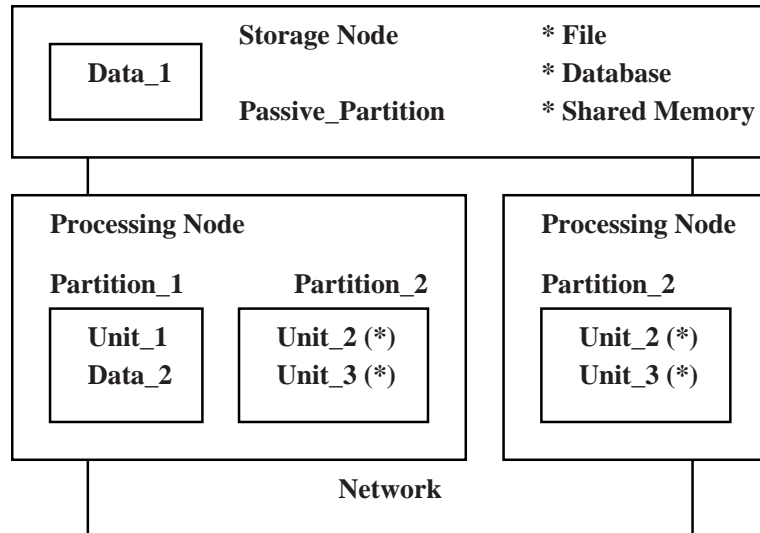 Storage Node * File
Data_1 * Database
Passive_Partition * Shared Memory
Processing Node
Partition_1 Partition_2
Unit_1 Unit_2 (*)
Data_2 Unit_3 (*)
Processing Node
Partition_2
Unit_2 (*)
Unit_3 (*)
Network